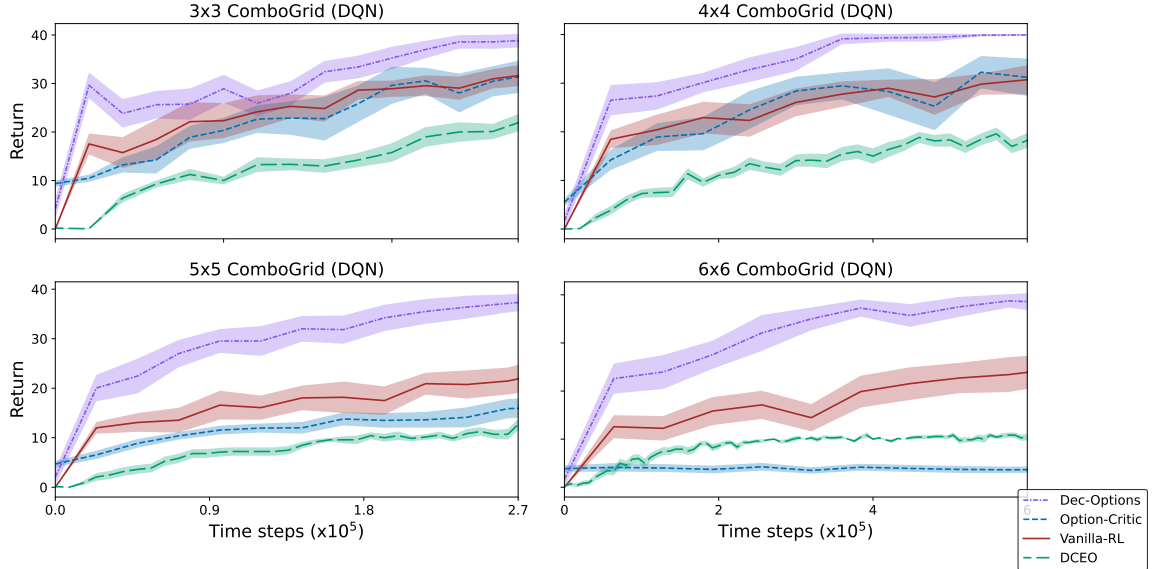 3x3 ComboGrid (DQN)
4x4 ComboGrid (DQN)
Return
40
30
20
10
0
5x5 ComboGrid (DQN)
6x6 ComboGrid (DQN)
Return
40
30
20
10
0
0.0 0.9 1.8 2.7
0 2 4 6
Time steps (x10⁵)
Time steps (x10⁵)
Dec-Options
Option-Critic
Vanilla-RL
DCEO